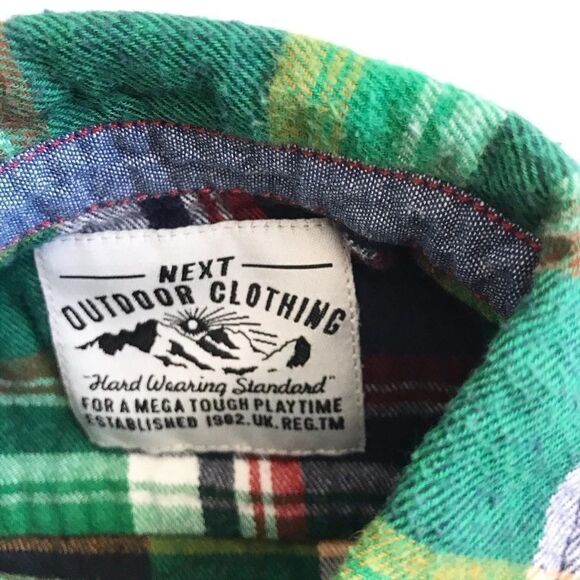 NEXT
OUTDOOR CLOTHING
"Hard Wearing Standard"
FOR A MEGA TOUGH PLAYTIME
ESTABLISHED 1982. UK. REG.TM